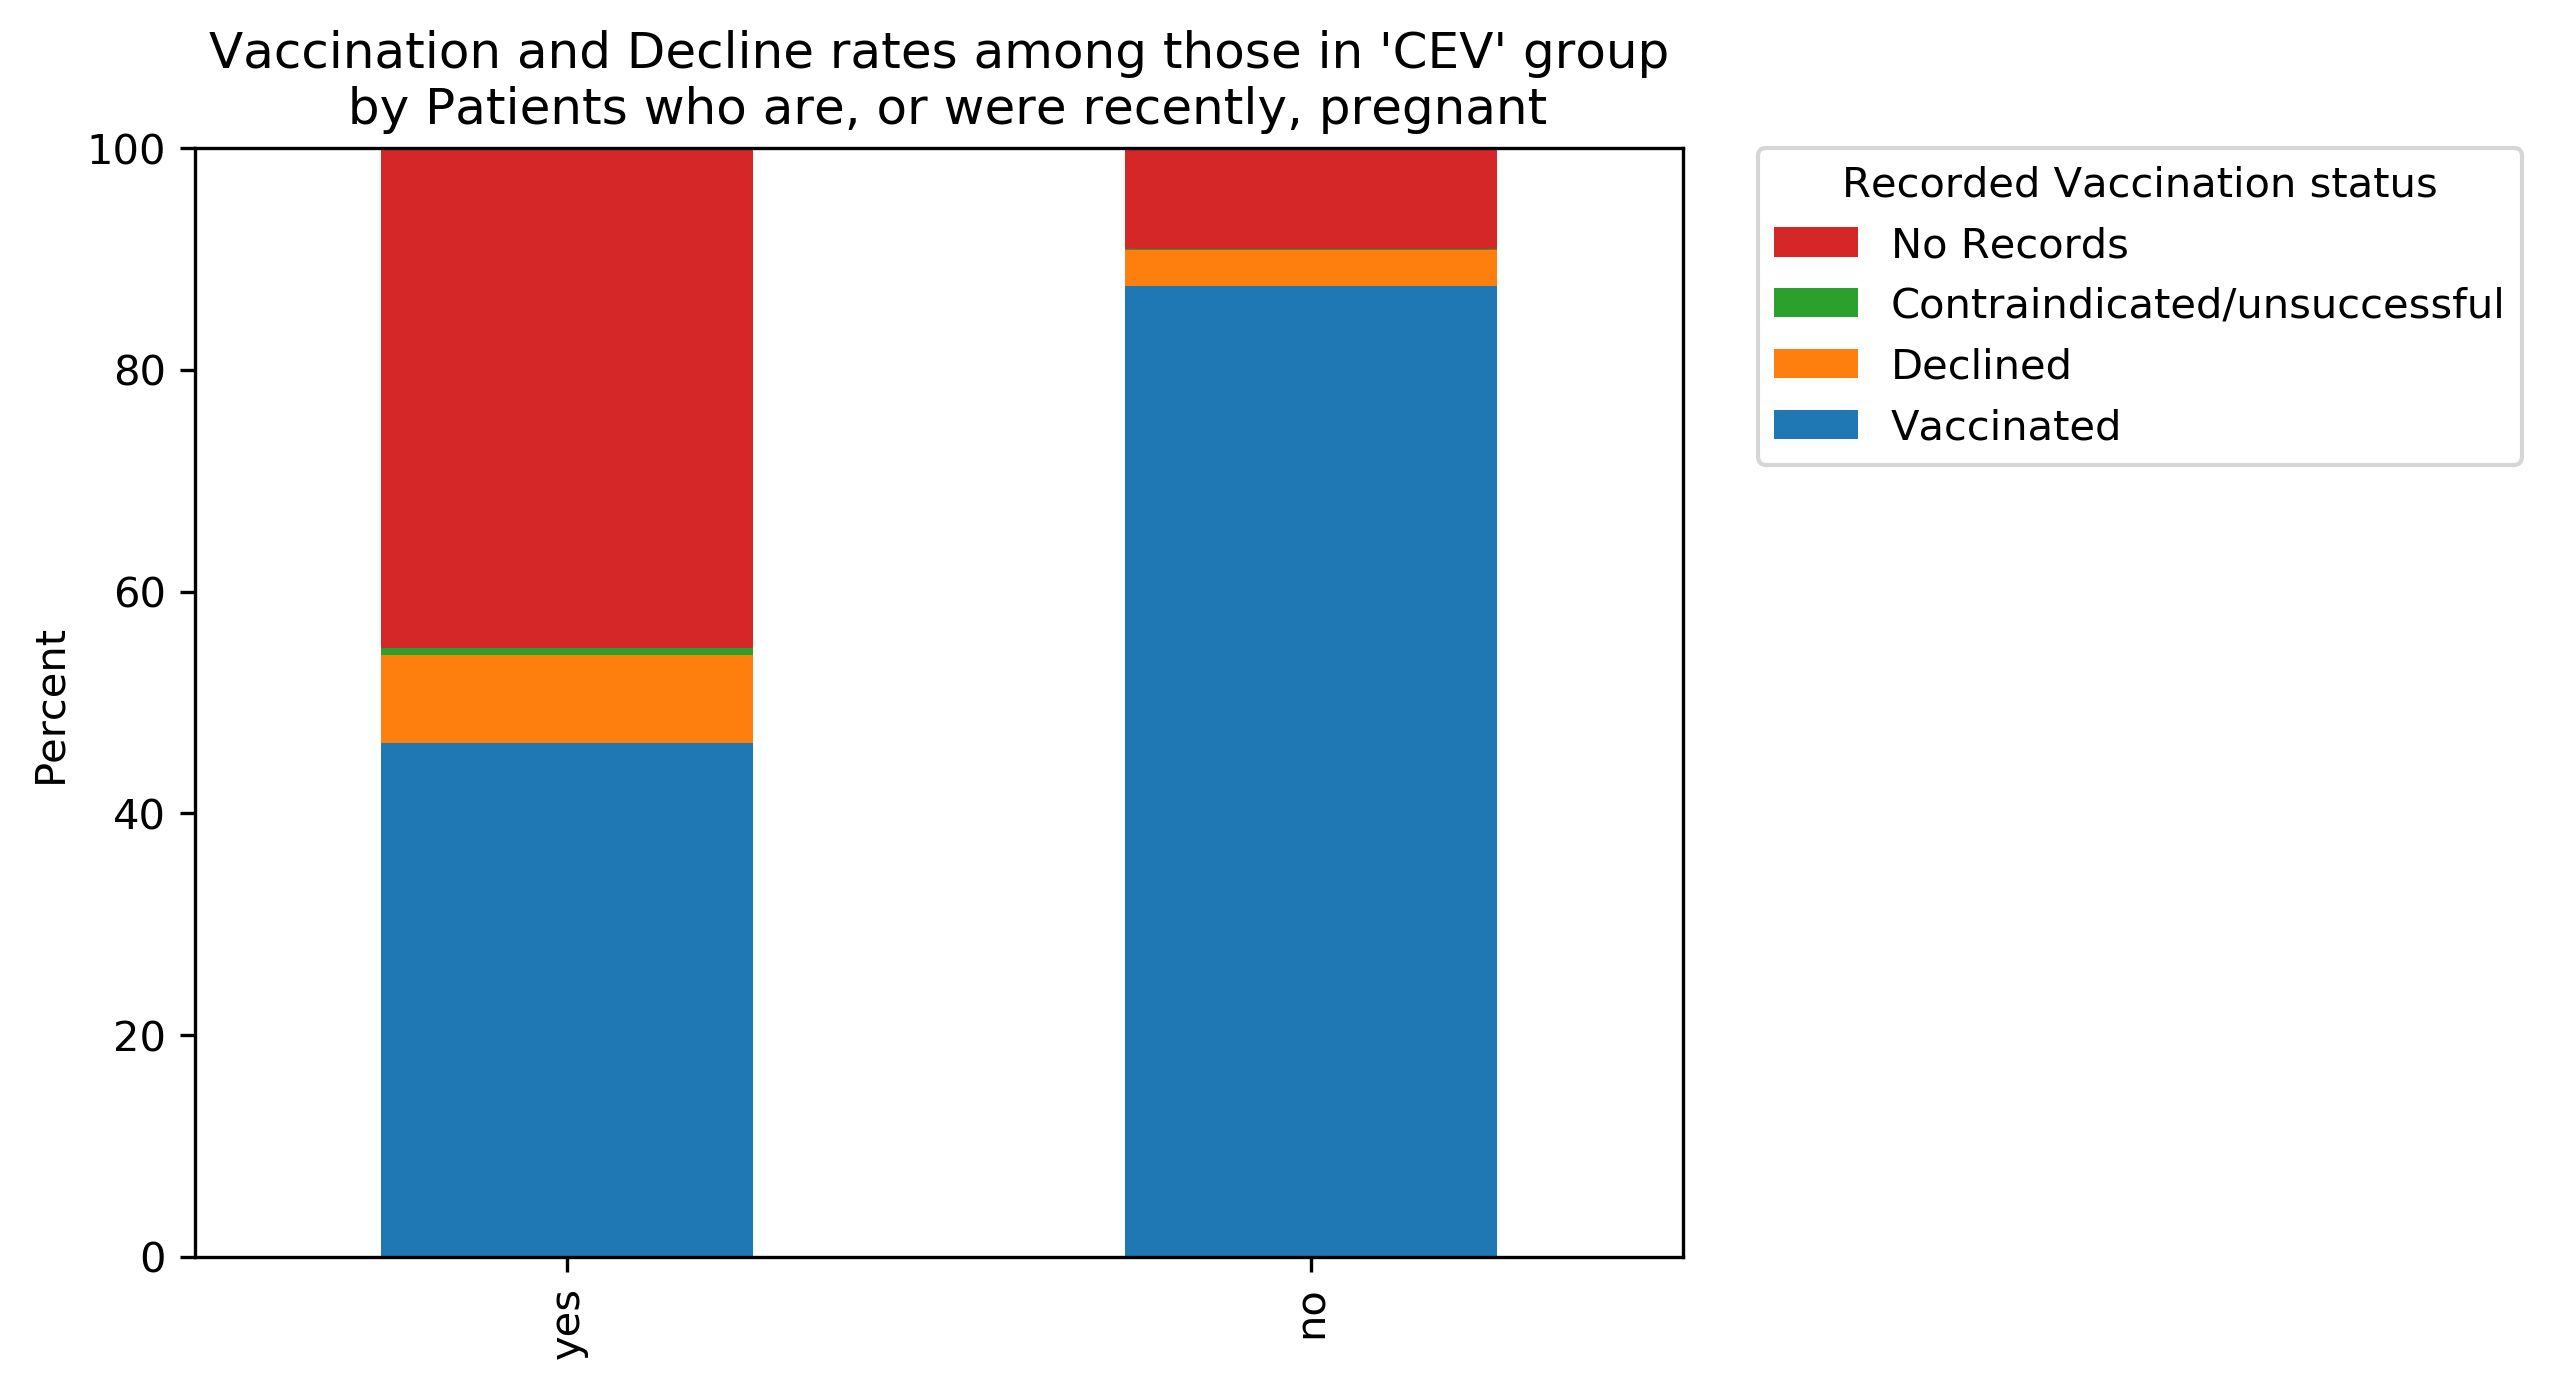 Vaccination and Decline rates among those in 'CEV' group
by Patients who are, or were recently, pregnant
100
80
60
40
20
0
Percent
yes
no
Recorded Vaccination status
No Records
Contraindicated/unsuccessful
Declined
Vaccinated